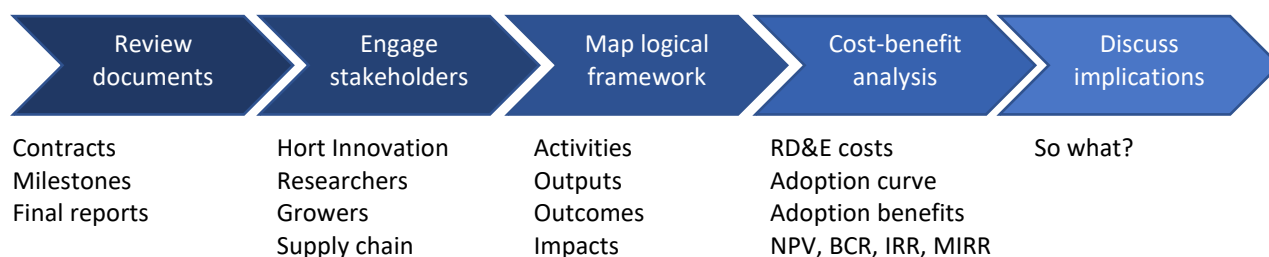 Review
documents
Engage
stakeholders
Map logical
framework
Cost-benefit
analysis
Discuss
implications
Contracts
Milestones
Final reports
Hort Innovation
Researchers
Growers
Supply chain
Activities
Outputs
Outcomes
Impacts
RD&E costs
Adoption curve
Adoption benefits
NPV, BCR, IRR, MIRR
So what?